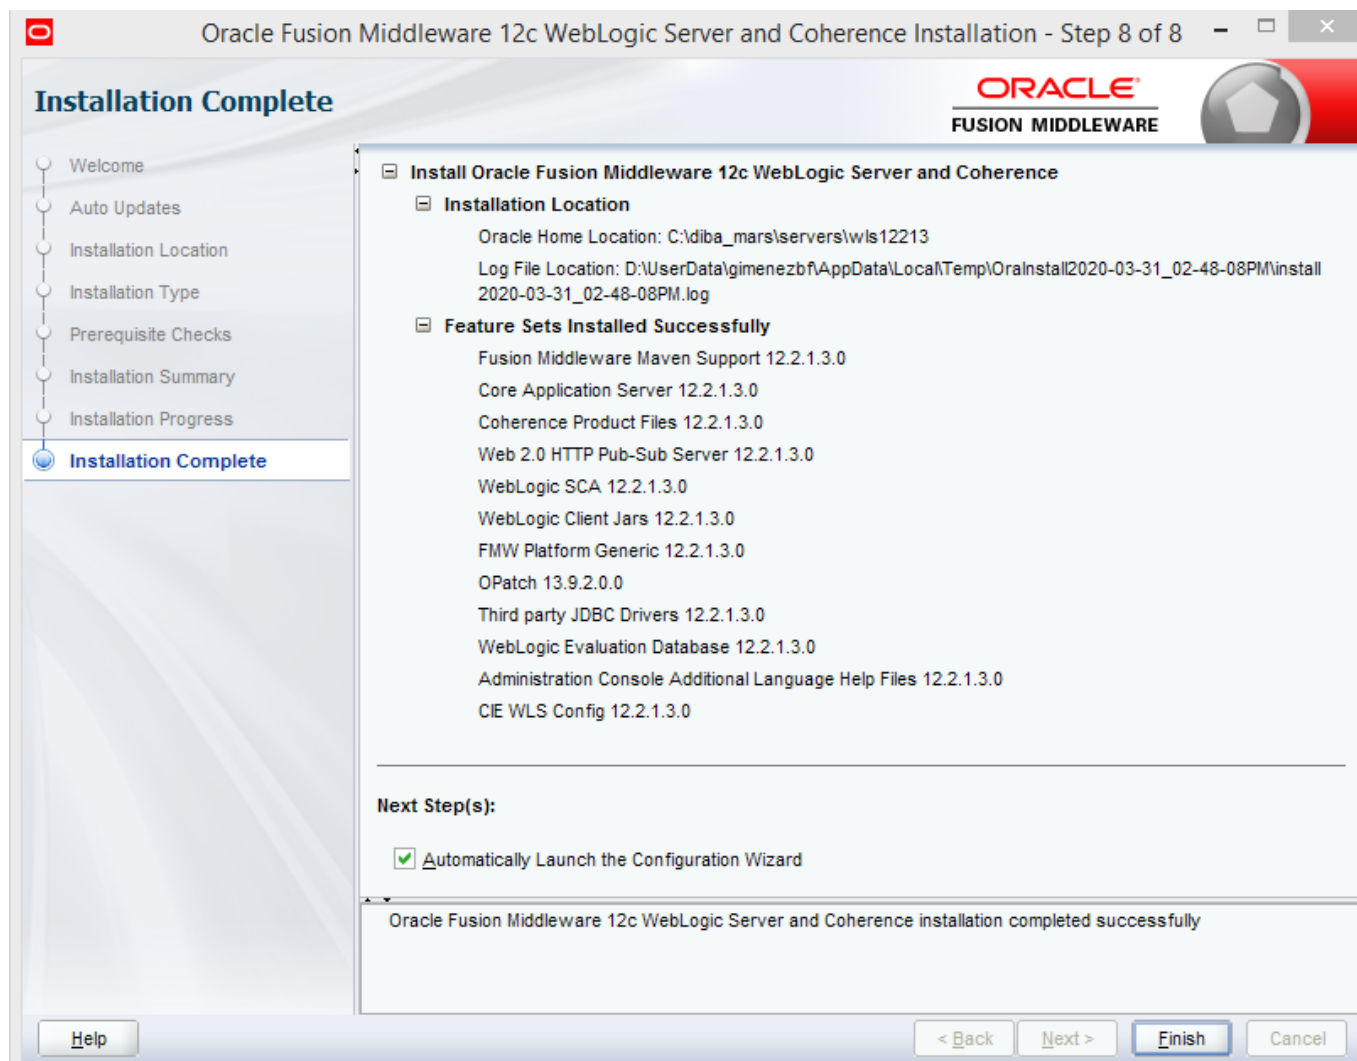 Oracle Fusion Middleware 12c WebLogic Server and Coherence Installation - Step 8 of 8
Installation Complete
ORACLE
FUSION MIDDLEWARE
Welcome
Auto Updates
Installation Location
Installation Type
Prerequisite Checks
Installation Summary
Installation Progress
Installation Complete
Install Oracle Fusion Middleware 12c WebLogic Server and Coherence
Installation Location
Oracle Home Location: C:\diba_mars\servers\wls12213
Log File Location: D:\UserData\gimenezbf\AppData\Local\Temp\OraInstall2020-03-31_02-48-08PM\install
2020-03-31_02-48-08PM.log
Feature Sets Installed Successfully
Fusion Middleware Maven Support 12.2.1.3.0
Core Application Server 12.2.1.3.0
Coherence Product Files 12.2.1.3.0
Web 2.0 HTTP Pub-Sub Server 12.2.1.3.0
WebLogic SCA 12.2.1.3.0
WebLogic Client Jars 12.2.1.3.0
FMW Platform Generic 12.2.1.3.0
OPatch 13.9.2.0.0
Third party JDBC Drivers 12.2.1.3.0
WebLogic Evaluation Database 12.2.1.3.0
Administration Console Additional Language Help Files 12.2.1.3.0
CIE WLS Config 12.2.1.3.0
Next Step(s):
Automatically Launch the Configuration Wizard
Oracle Fusion Middleware 12c WebLogic Server and Coherence installation completed successfully
Help
< Back
Next >
Finish
Cancel